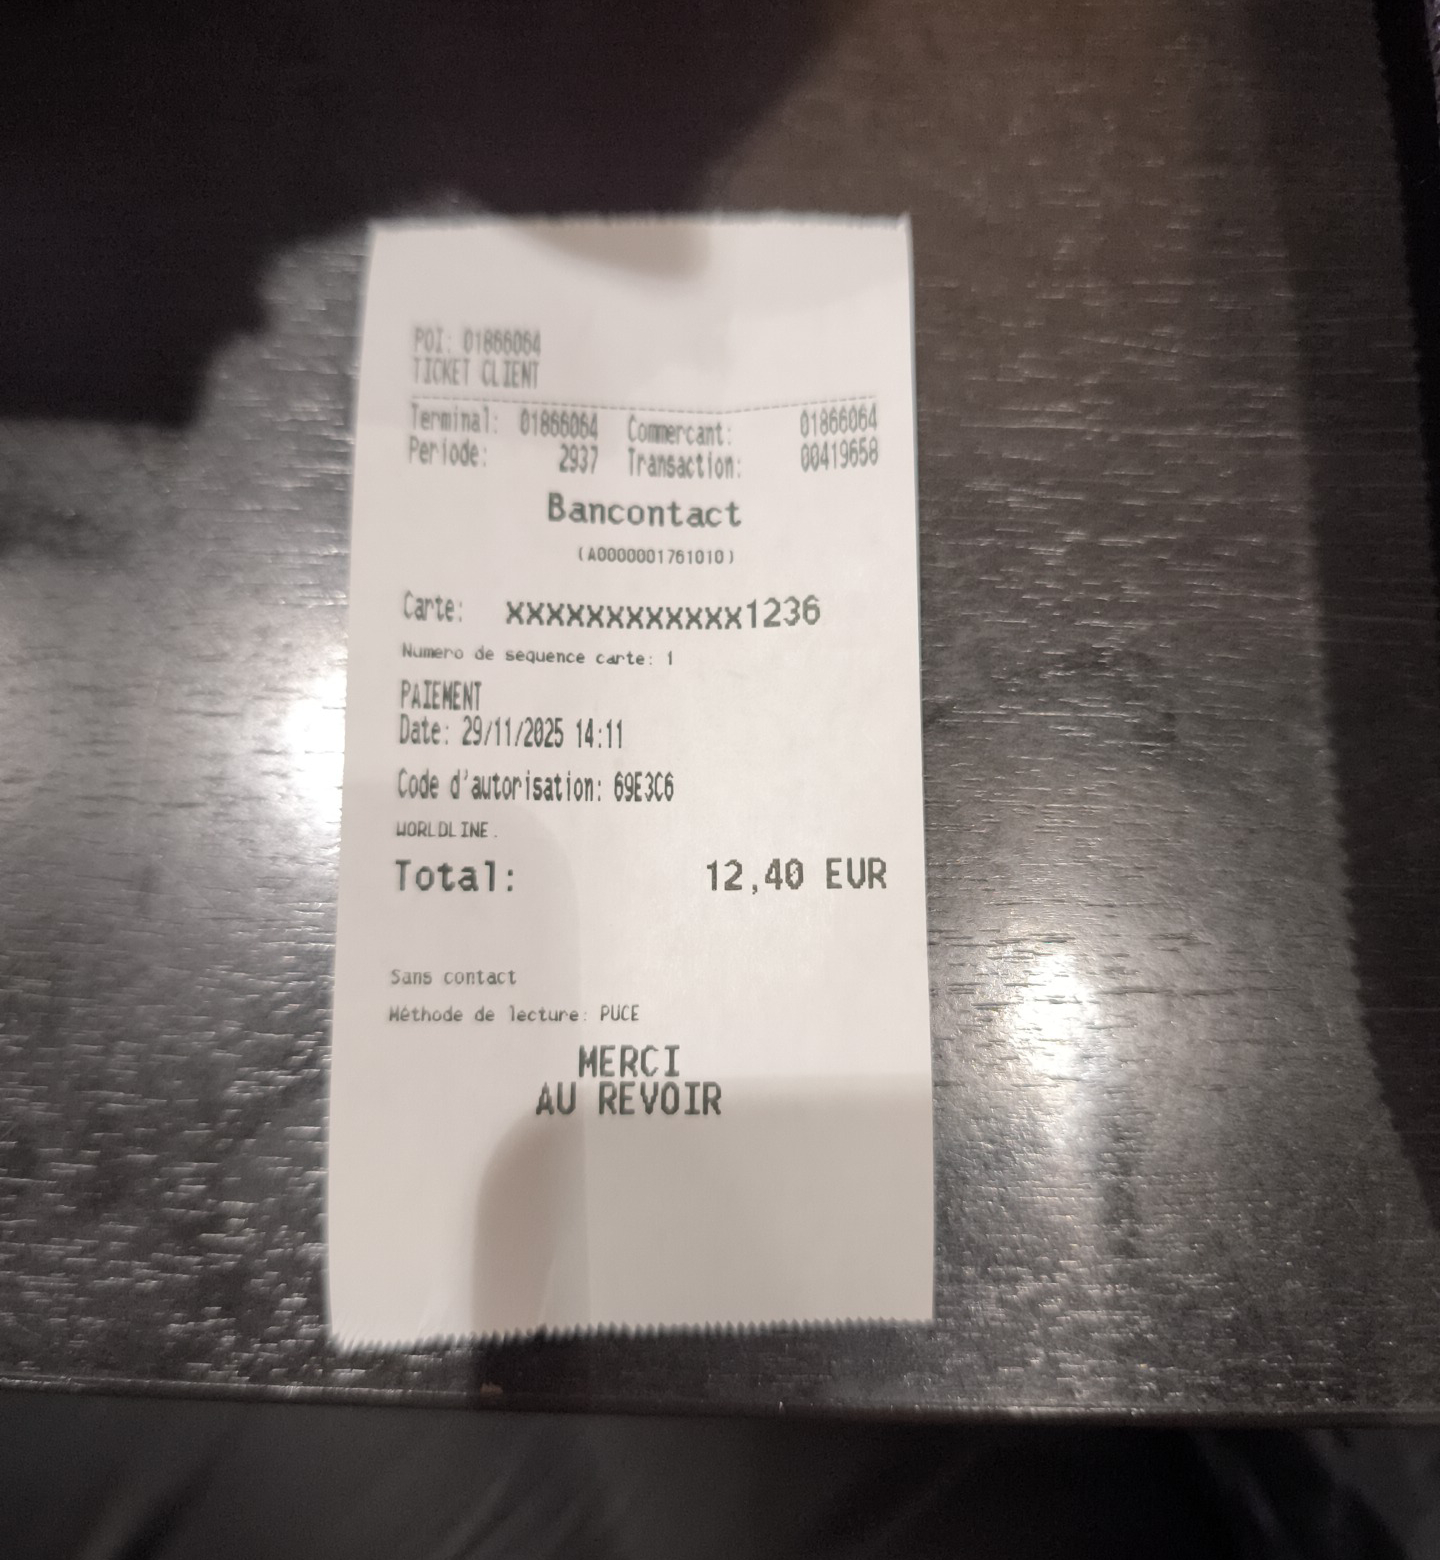 POI: 01866064
TICKET CLIENT
Terminal: 01866064 Commercant: 01866064
Periode: 2937 Transaction: 00419658
Bancontact
(A0000001761010)
Carte: xxxxxxxxxxxx1236
Numero de sequence carte: 1
PAIEMENT
Date: 29/11/2025 14:11
Code d'autorisation: 69E3C6
WORLDLINE.
Total: 12,40 EUR
Sans contact
Méthode de lecture: PUCE
MERCI
AU REVOIR